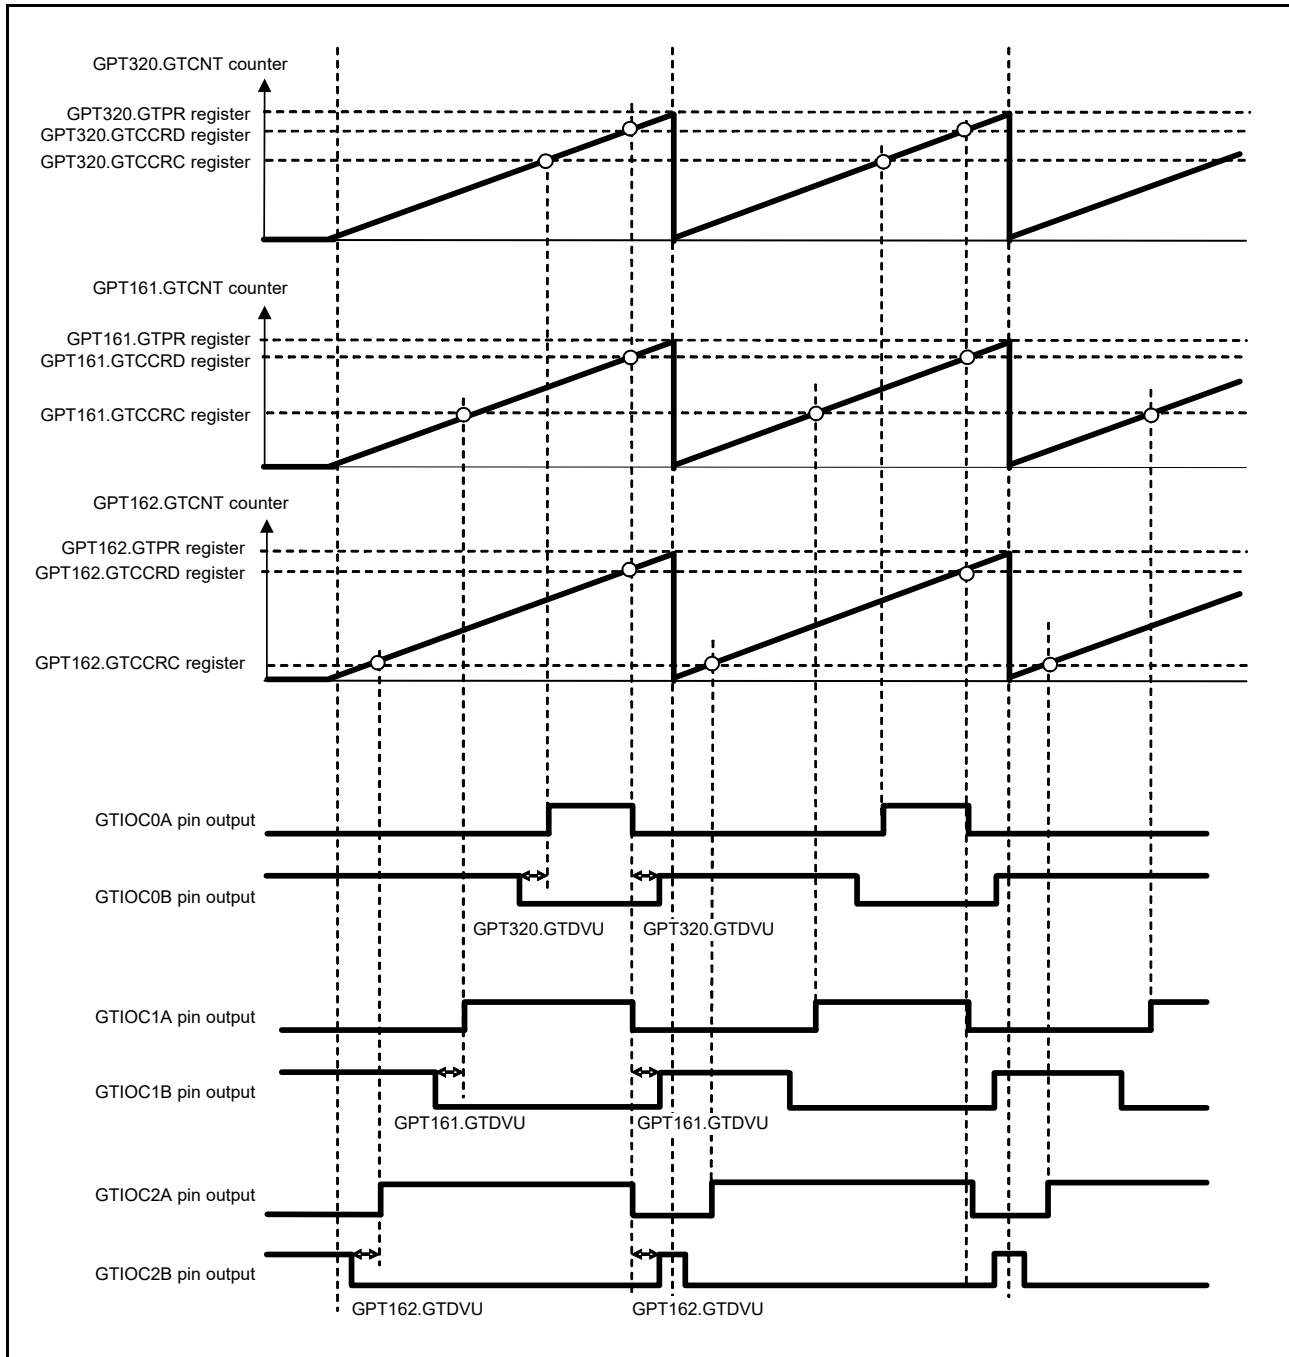 GPT320.GTCNT counter
GPT320.GTPR register
GPT320.GTCCRD register
GPT320.GTCCRC register
GPT161.GTCNT counter
GPT161.GTPR register
GPT161.GTCCRD register
GPT161.GTCCRC register
GPT162.GTCNT counter
GPT162.GTPR register
GPT162.GTCCRD register
GPT162.GTCCRC register
GTIOC0A pin output
GTIOC0B pin output
GPT320.GTDVU GPT320.GTDVU
GTIOC1A pin output
GTIOC1B pin output
GPT161.GTDVU GPT161.GTDVU
GTIOC2A pin output
GTIOC2B pin output
GPT162.GTDVU GPT162.GTDVU